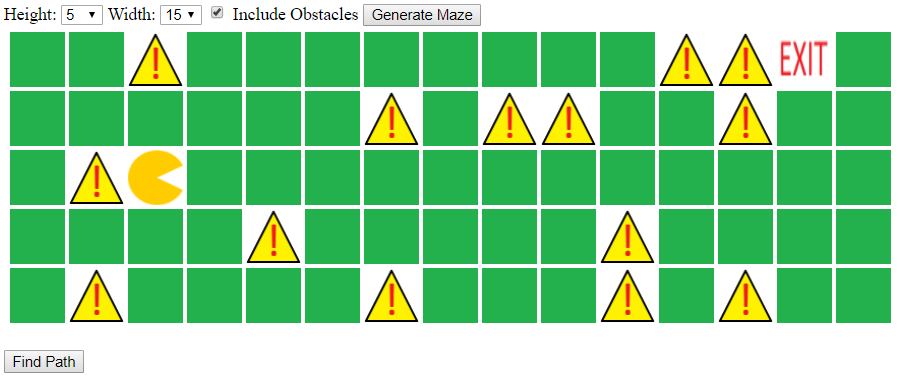 Height: 5 Width: 15 Include Obstacles Generate Maze
EXIT
Find Path